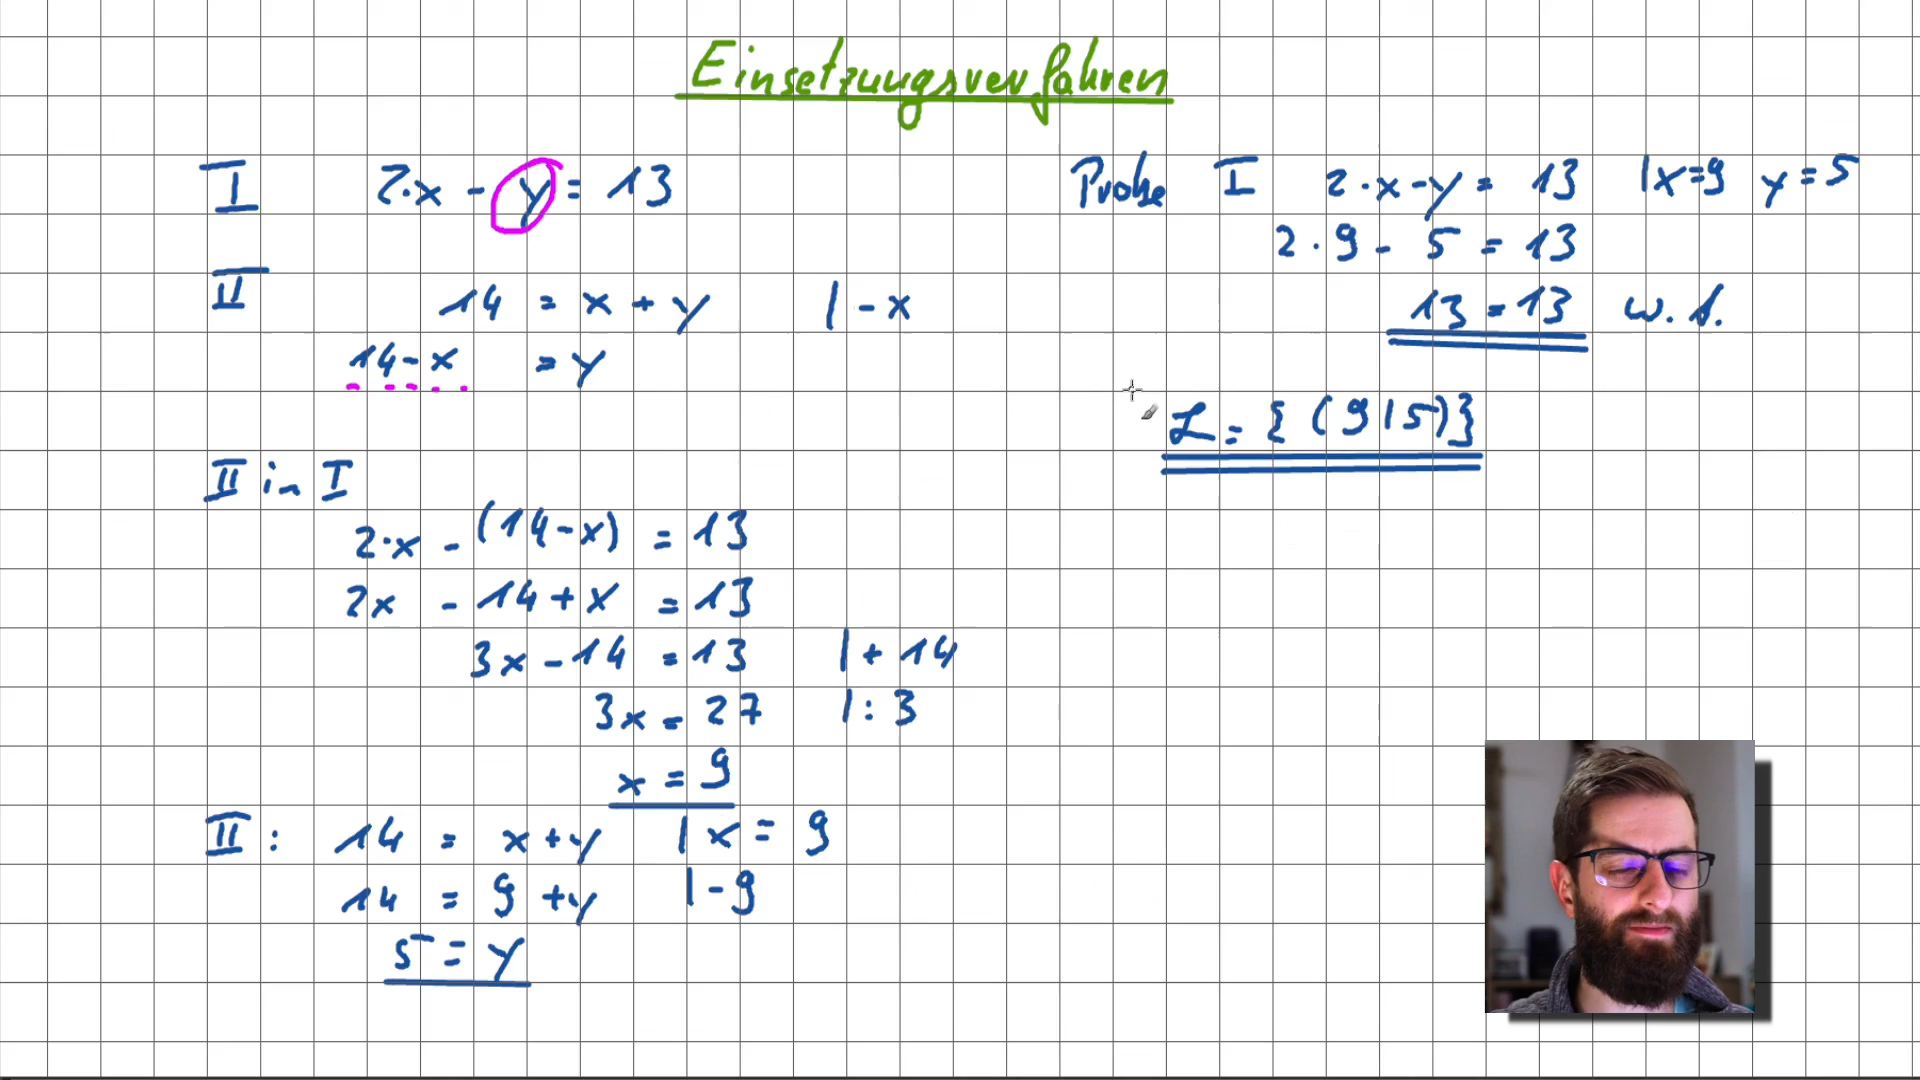 Einsetzungsverfahren
I 2·x - y = 13
II 14 = x + y | - x
14 - x = y
II in I
2·x - (14 - x) = 13
2x - 14 + x = 13
3x - 14 = 13 | + 14
3x = 27 | : 3
x = 9
II : 14 = x + y | x = 9
14 = 9 + y | - 9
5 = y
Probe I 2·x - y = 13 | x = 9 y = 5
2 · 9 - 5 = 13
13 = 13 w. A.
L = { ( 9 | 5 ) }